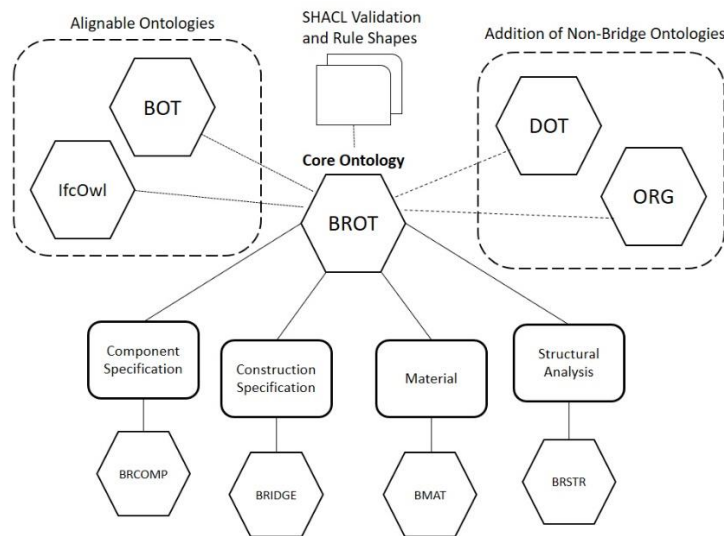 Alignable Ontologies
SHACL Validation
and Rule Shapes
Addition of Non-Bridge Ontologies
BOT
IfcOwl
DOT
ORG
Core Ontology
BROT
Component
Specification
Construction
Specification
Material
Structural
Analysis
BRCOMP
BRIDGE
BMAT
BRSTR